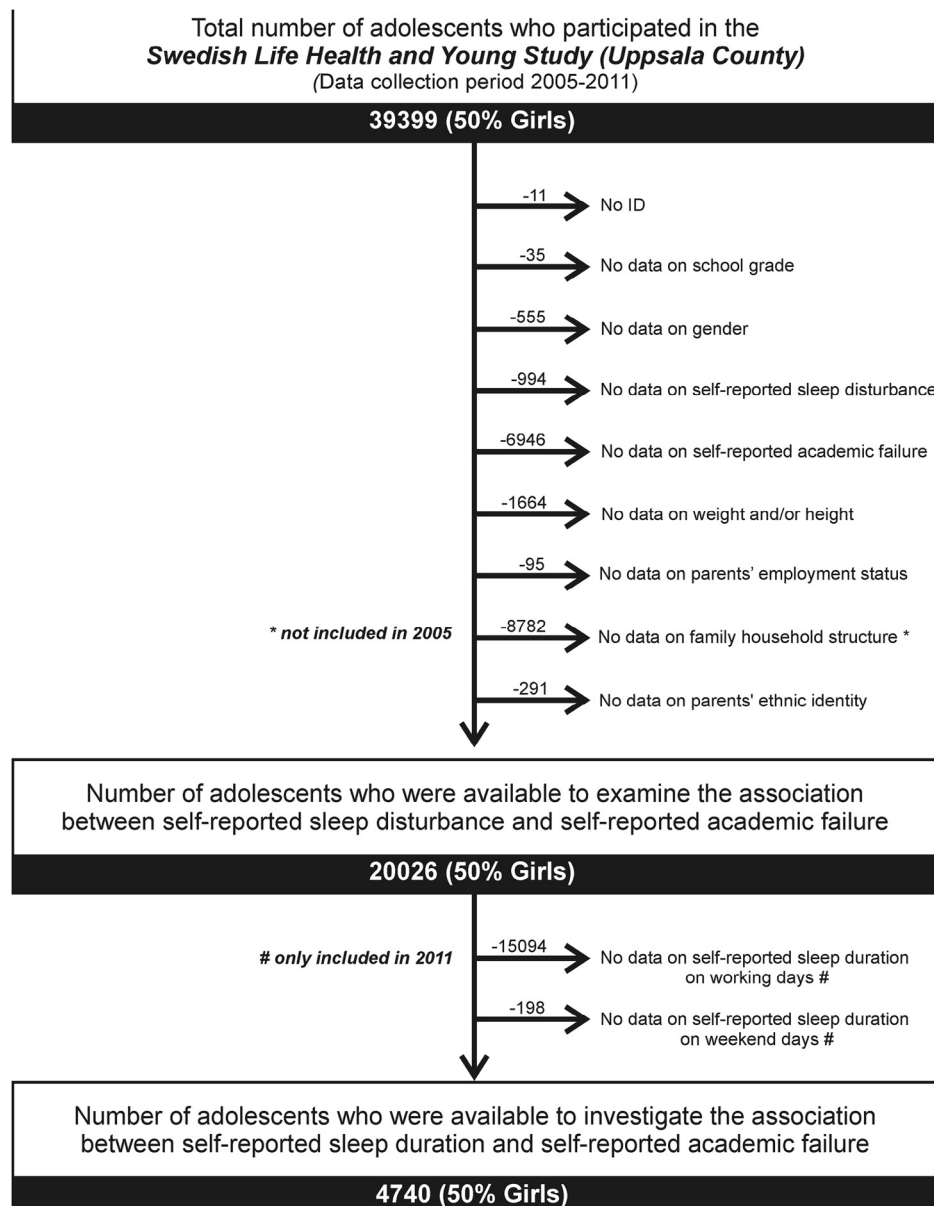 Total number of adolescents who participated in the
Swedish Life Health and Young Study (Uppsala County)
(Data collection period 2005-2011)
39399 (50% Girls)
-11
No ID
-35
No data on school grade
-555
No data on gender
-994
No data on self-reported sleep disturbance
-6946
No data on self-reported academic failure
-1664
No data on weight and/or height
-95
No data on parents’ employment status
* not included in 2005
-8782
No data on family household structure *
-291
No data on parents' ethnic identity
Number of adolescents who were available to examine the association
between self-reported sleep disturbance and self-reported academic failure
20026 (50% Girls)
# only included in 2011
-15094
No data on self-reported sleep duration
on working days #
-198
No data on self-reported sleep duration
on weekend days #
Number of adolescents who were available to investigate the association
between self-reported sleep duration and self-reported academic failure
4740 (50% Girls)